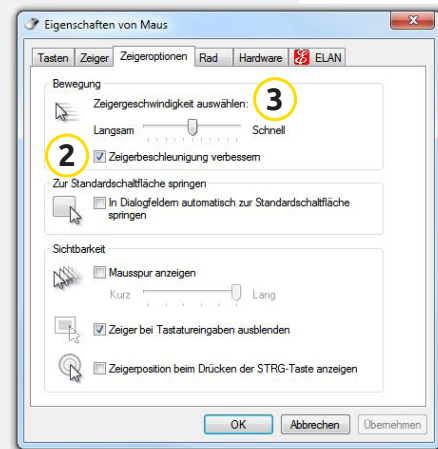 Eigenschaften von Maus
Tasten Zeiger Zeigeroptionen Rad Hardware ELAN
Bewegung
Zeigergeschwindigkeit auswählen: 3
Langsam Schnell
2 Zeigerbeschleunigung verbessern
Zur Standardschaltfläche springen
In Dialogfeldern automatisch zur Standardschaltfläche
springen
Sichtbarkeit
Mausspur anzeigen
Kurz Lang
Zeiger bei Tastatureingaben ausblenden
Zeigerposition beim Drücken der STRG-Taste anzeigen
OK Abbrechen Übernehmen